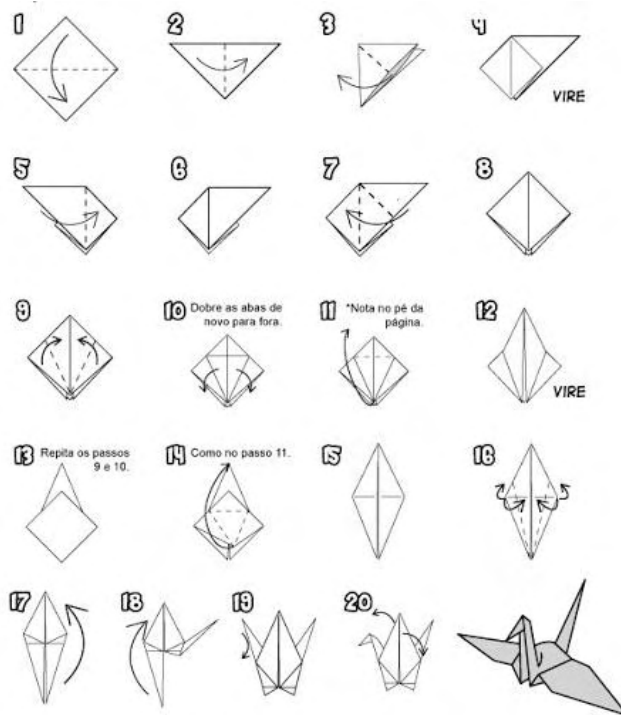 1
2
3
4
VIRE
5
6
7
8
9
10 Dobre as abas de
novo para fora.
11 *Nota no pé da
página.
12
VIRE
13 Repita os passos
9 e 10.
14 Como no passo 11.
15
16
17
18
19
20